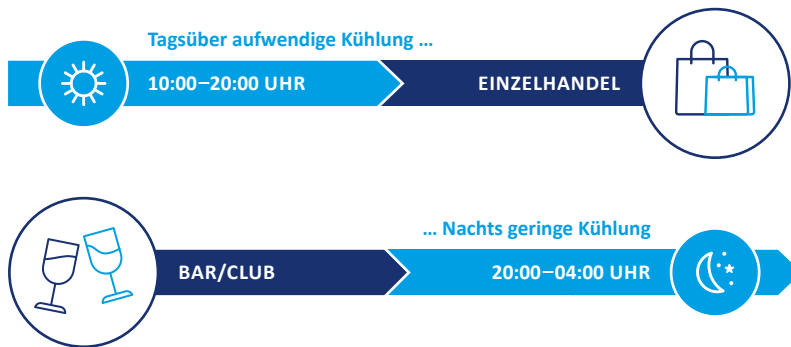 Tagsüber aufwendige Kühlung ...
10:00–20:00 UHR
EINZELHANDEL
... Nachts geringe Kühlung
BAR/CLUB
20:00–04:00 UHR